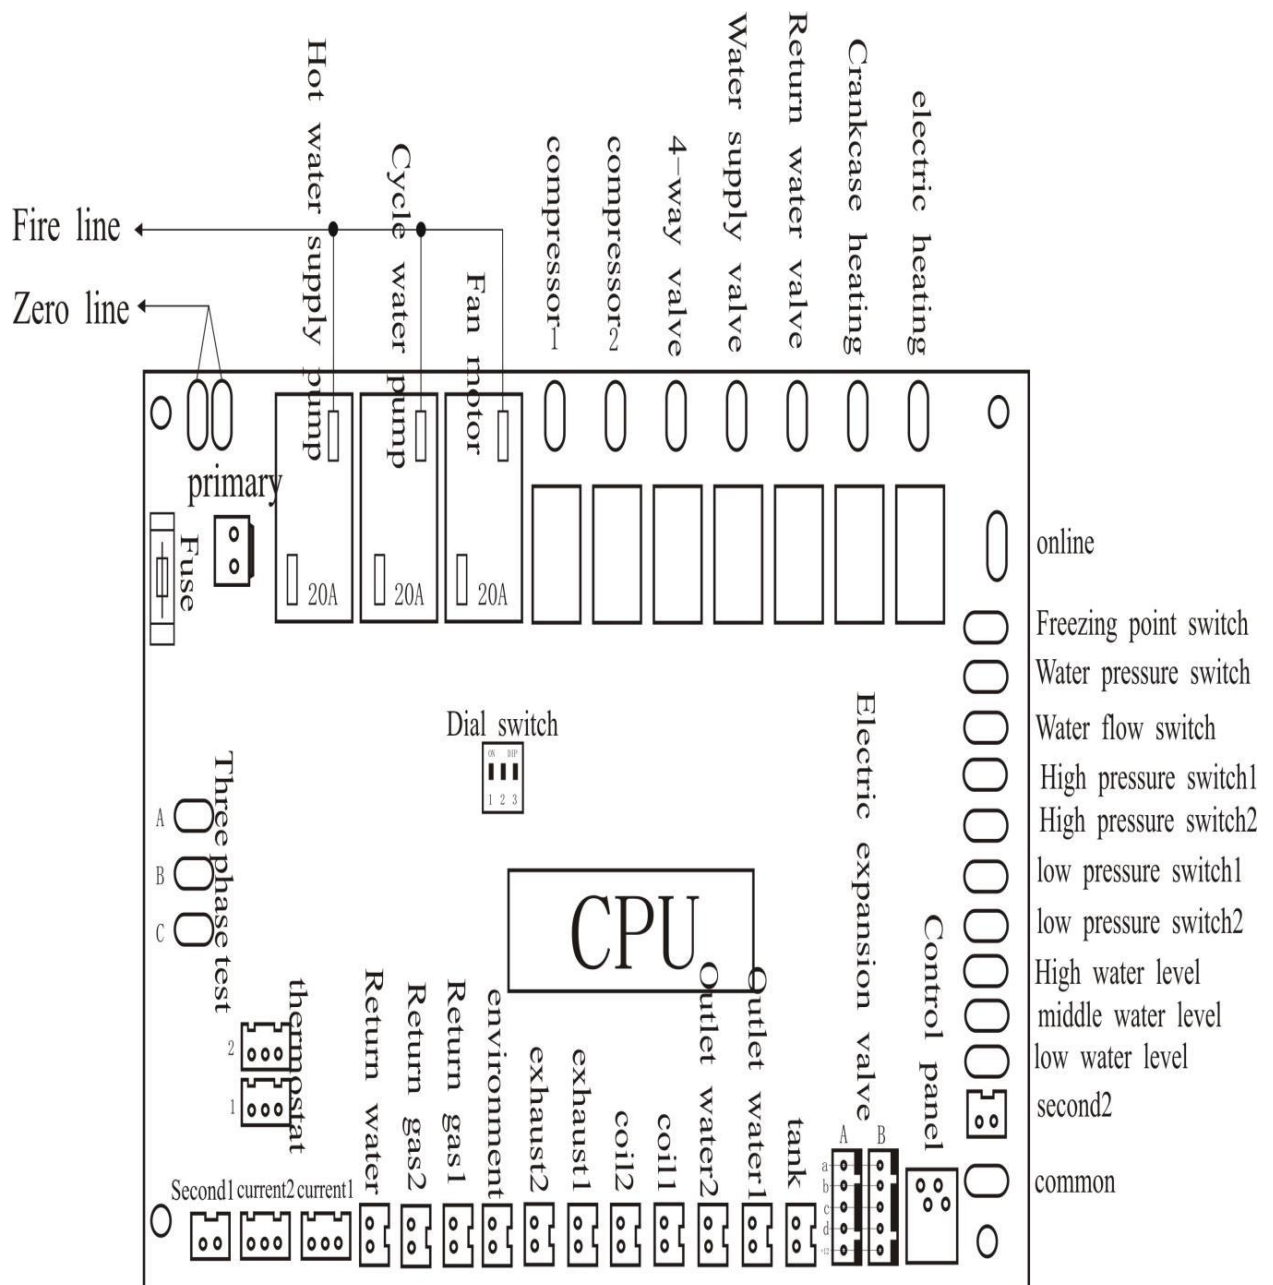 Hot water supply pump
Cycle water pump
Fan motor
compressor1
compressor2
4-way valve
Water supply valve
Return water valve
Crankcase heating
electric heating
Fire line
Zero line
primary
Fuse
20A
20A
20A
online
Freezing point switch
Water pressure switch
Water flow switch
High pressure switch1
High pressure switch2
low pressure switch1
low pressure switch2
High water level
middle water level
low water level
second2
common
Dial switch
ON DIP
1 2 3
Three phase test
A
B
C
CPU
Electric expansion valve
Control panel
thermostat
2
1
Second1
current2
current1
Return water
Return gas2
Return gas1
environment
exhaust2
exhaust1
coil2
coil1
Outlet water2
Outlet water1
tank
A B
a
b
c
d
+12